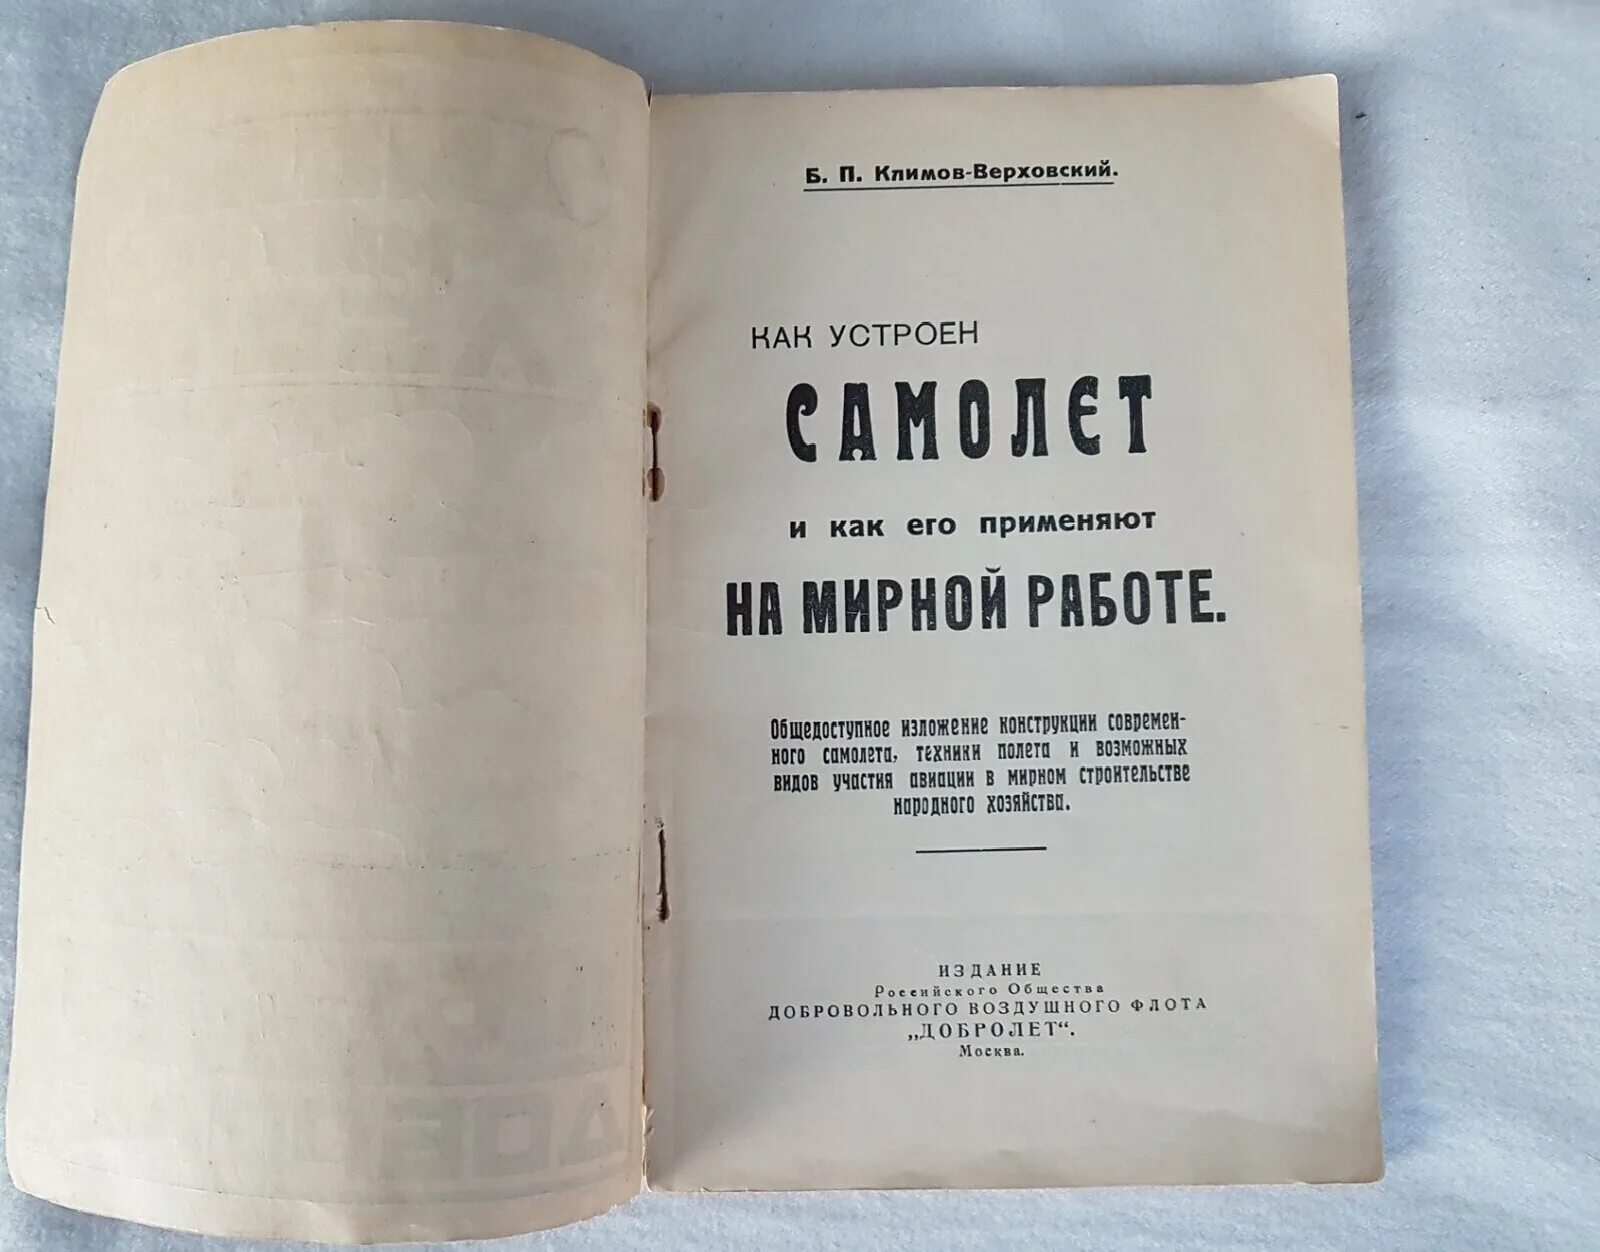 Б. П. Климов-Верховский.
КАК УСТРОЕН
САМОЛЕТ
и как его применяют
НА МИРНОЙ РАБОТЕ.
Общедоступное изложение конструкции современ-
ного самолета, техники полета и возможных
видов участия авиации в мирном строительстве
народного хозяйства.
ИЗДАНИЕ
Российского Общества
ДОБРОВОЛЬНОГО ВОЗДУШНОГО ФЛОТА
„ДОБРОЛЕТ“.
Москва.